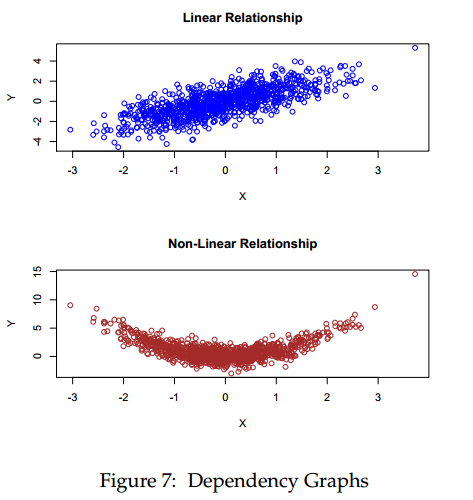 Linear Relationship
4
2
0
-2
-4
Y
-3 -2 -1 0 1 2 3
X
Non-Linear Relationship
15
10
5
0
Y
-3 -2 -1 0 1 2 3
X
Figure 7: Dependency Graphs